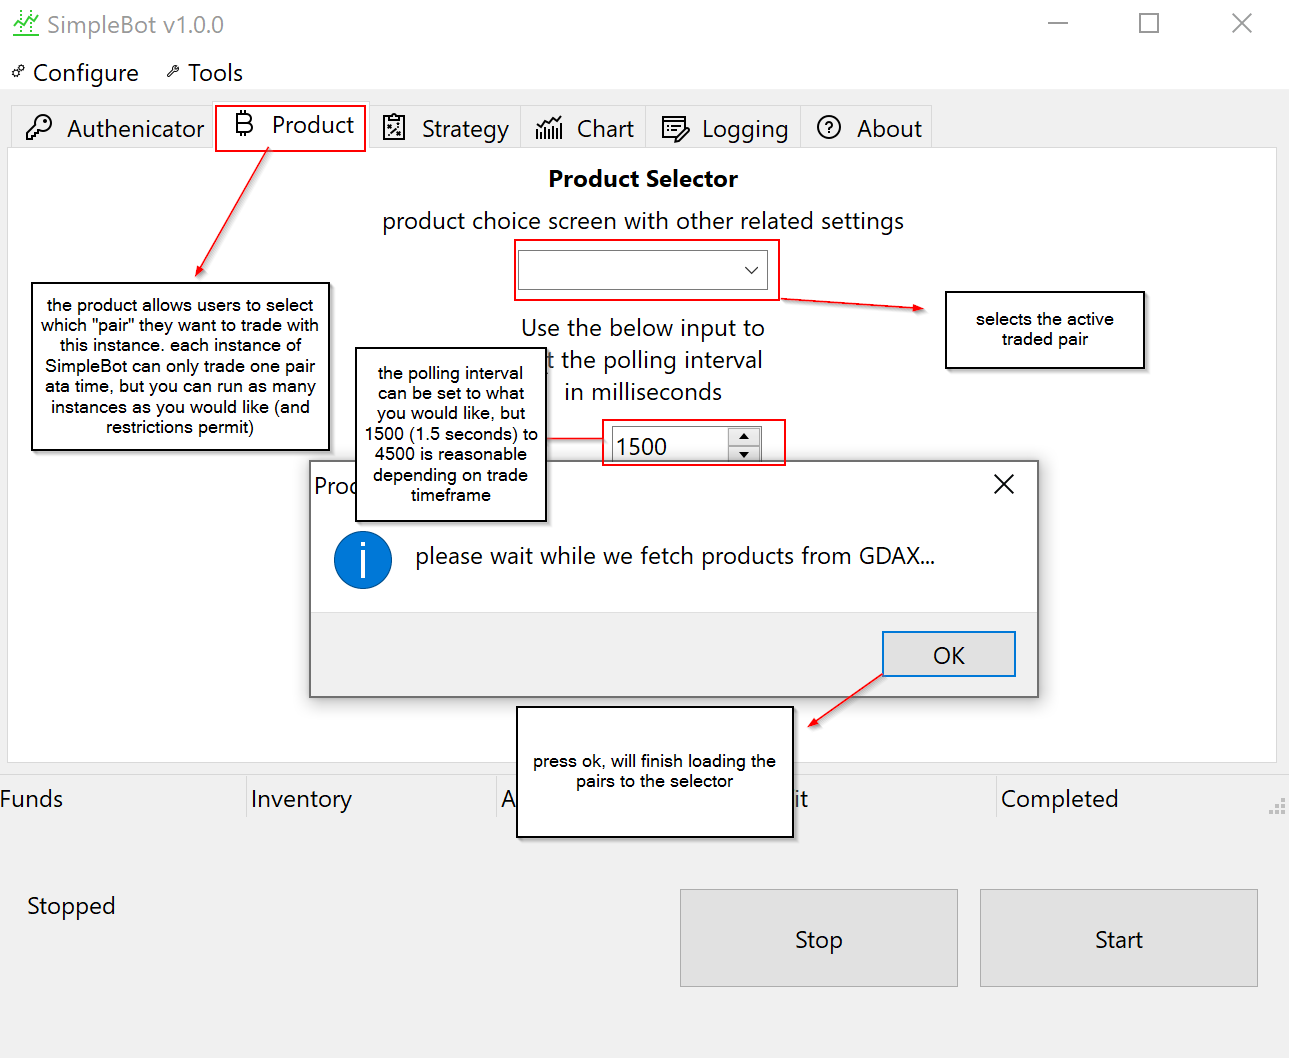 SimpleBot v1.0.0
Configure
Tools
Authenicator
Product
Strategy
Chart
Logging
About
Product Selector
product choice screen with other related settings
the product allows users to select
which "pair" they want to trade with
this instance. each instance of
SimpleBot can only trade one pair
ata time, but you can run as many
instances as you would like (and
restrictions permit)
selects the active
traded pair
Use the below input to
t the polling interval
in milliseconds
the polling interval
can be set to what
you would like, but
1500 (1.5 seconds) to
4500 is reasonable
depending on trade
timeframe
1500
please wait while we fetch products from GDAX...
OK
press ok, will finish loading the
pairs to the selector
Funds
Inventory
A
it
Completed
Stopped
Stop
Start